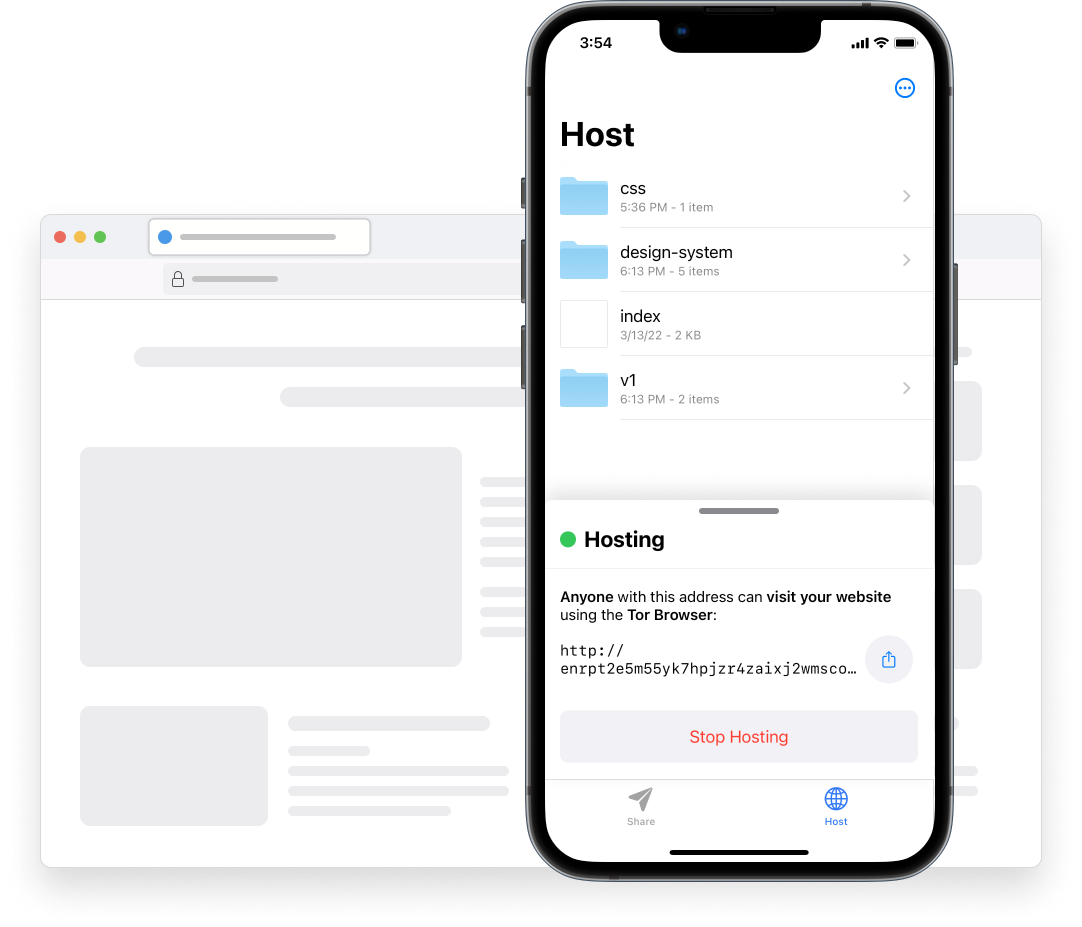 3:54
Host
css
5:36 PM - 1 item
design-system
6:13 PM - 5 items
index
3/13/22 - 2 KB
v1
6:13 PM - 2 items
Hosting
Anyone with this address can visit your website
using the Tor Browser:
http://
enrpt2e5m55yk7hpjzr4zaixj2wmsco…
Stop Hosting
Share
Host